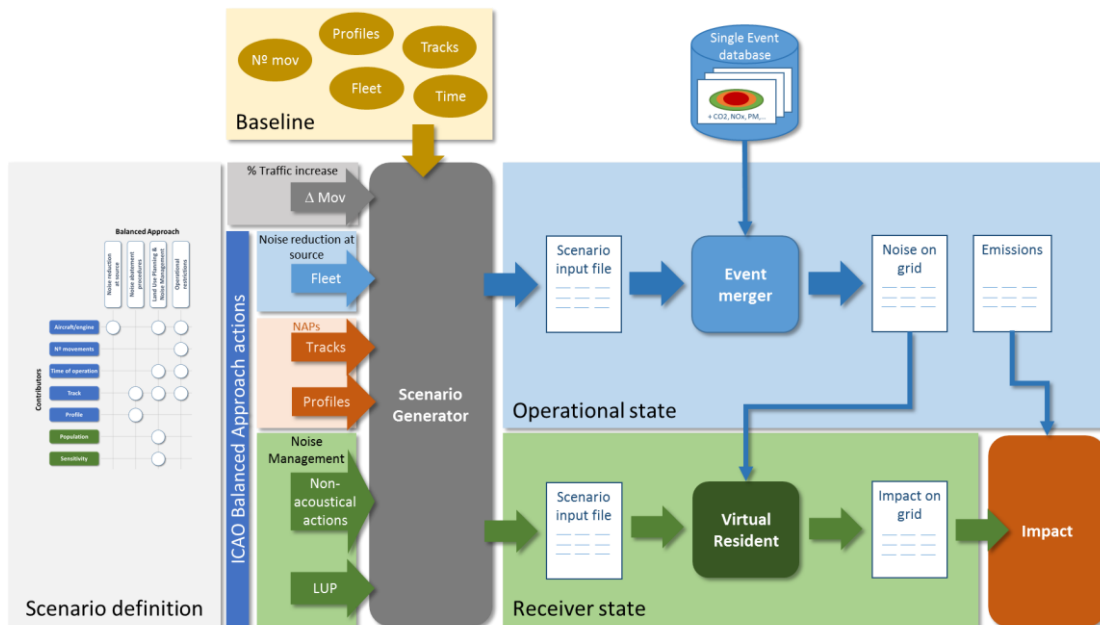 Profiles
Nº mov
Tracks
Fleet
Time
Baseline
Single Event
database
+ CO2, NOx, PM,...
% Traffic increase
Δ Mov
Noise reduction at
source
Fleet
NAPs
Tracks
Profiles
Noise
Management
Non-
acoustical
actions
LUP
ICAO Balanced Approach actions
Scenario
Generator
Balanced Approach
Noise reduction
at source
Noise abatement
procedures
Land Use Planning &
Noise Management
Operational
restrictions
Contributors
Aircraft/engine
Nº movements
Time of operation
Track
Profile
Population
Sensitivity
Scenario definition
Scenario
input file
Event
merger
Noise on
grid
Emissions
Operational state
Scenario
input file
Virtual
Resident
Impact on
grid
Impact
Receiver state